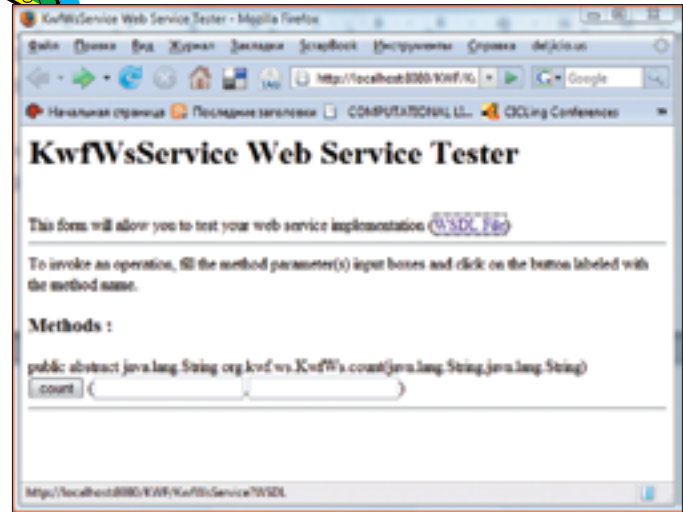 KwfWsService Web Service Tester - Mozilla Firefox
Файл Правка Вид Журнал Закладки ScrapBook Инструменты Справка del.icio.us
http://localhost:8080/KWF/K Google
Начальная страница Последние заголовки COMPUTATIONAL LI... CICLing Conferences
KwfWsService Web Service Tester
This form will allow you to test your web service implementation (WSDL File)
To invoke an operation, fill the method parameter(s) input boxes and click on the button labeled with
the method name.
Methods :
public abstract java.lang.String org.kwf.ws.KwfWs.count(java.lang.String,java.lang.String)
count ( , )
http://localhost:8080/KWF/KwfWsService?WSDL